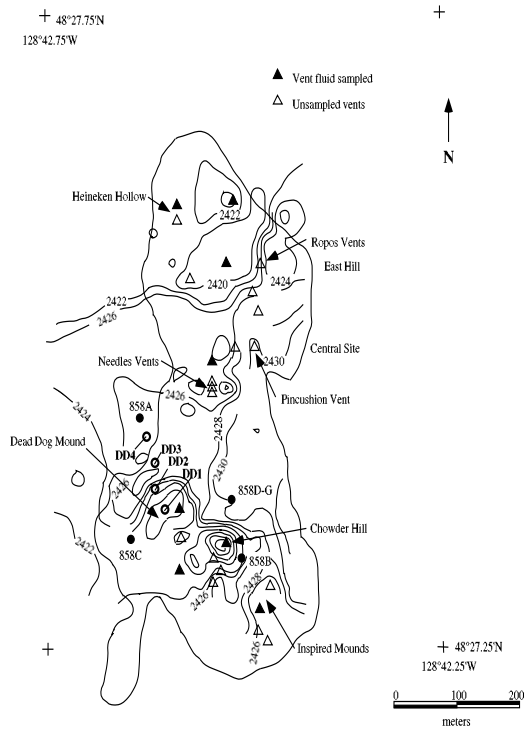 48°27.75'N
128°42.75'W
Vent fluid sampled
Unsampled vents
N
Heineken Hollow
2422
Ropos Vents
East Hill
2424
2420
2422
2426
Central Site
2430
Needles Vents
2426
Pincushion Vent
2424
858A
2428
Dead Dog Mound
DD4
DD3
DD2
DD1
2430
2426
858D-G
Chowder Hill
2422
858C
858B
2428
2426
Inspired Mounds
2426
48°27.25'N
128°42.25'W
0 100 200
meters